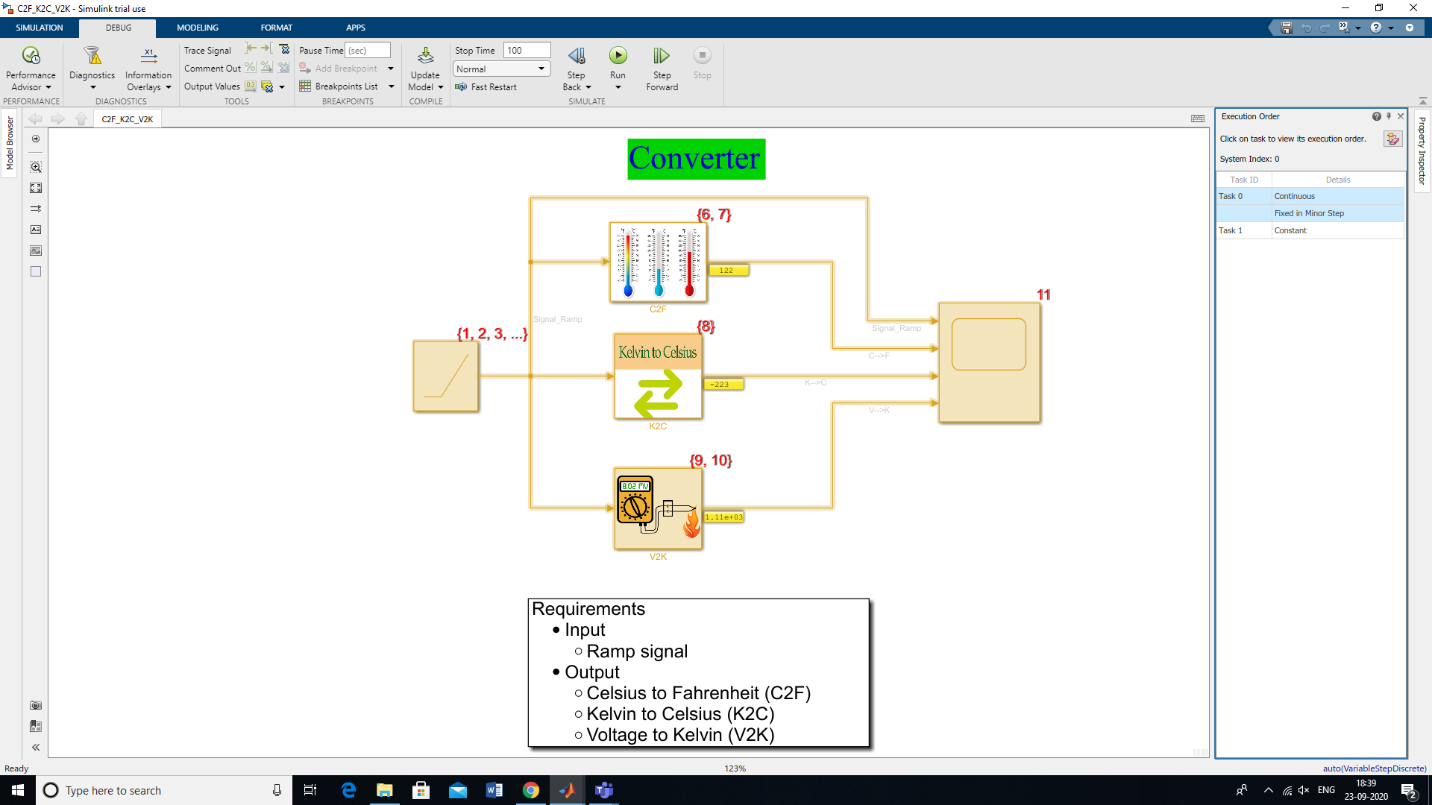 C2F_K2C_V2K - Simulink trial use
SIMULATION DEBUG MODELING FORMAT APPS
Performance Advisor
PERFORMANCE
Diagnostics
Information Overlays
DIAGNOSTICS
Trace Signal
Comment Out
Output Values
TOOLS
Pause Time (sec)
Add Breakpoint
Breakpoints List
BREAKPOINTS
Update Model
COMPILE
Stop Time 100
Normal
Fast Restart
Step Back
Run
Step Forward
Stop
SIMULATE
Model Browser
C2F_K2C_V2K
Converter
{6, 7}
122
C2F
Signal_Ramp
{1, 2, 3, ...}
{8}
Kelvin to Celsius
-223
K2C
{9, 10}
1.11e+03
V2K
11
Signal_Ramp
C-->F
K-->C
V-->K
Requirements
• Input
○ Ramp signal
• Output
○ Celsius to Fahrenheit (C2F)
○ Kelvin to Celsius (K2C)
○ Voltage to Kelvin (V2K)
Execution Order
Click on task to view its execution order.
System Index: 0
Task ID Details
Task 0 Continuous
Fixed in Minor Step
Task 1 Constant
Property Inspector
Ready 123% auto(VariableStepDiscrete)
Type here to search
ENG
18:39
23-09-2020
2